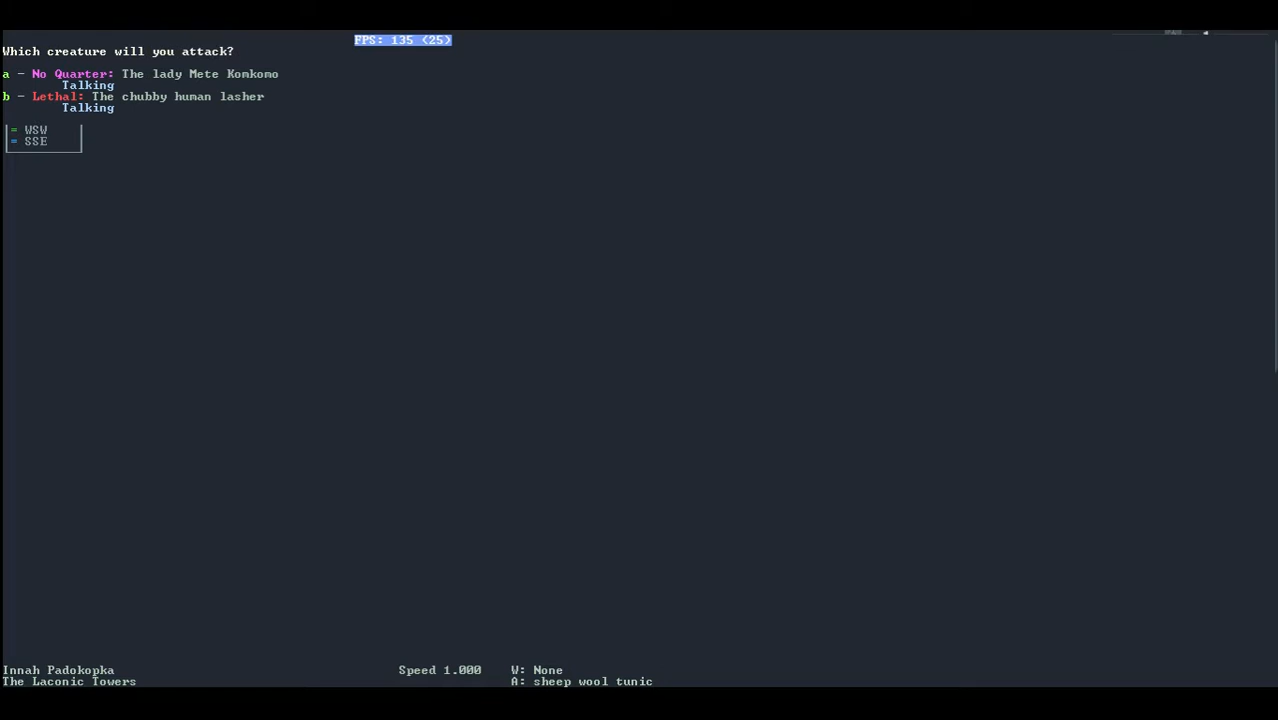 FPS: 135 (25)
Which creature will you attack?
a - No Quarter: The lady Mete Komkomo
Talking
b - Lethal: The chubby human lasher
Talking
= WSW
= SSE
Innah Padokopka Speed 1.000 W: None
The Laconic Towers A: sheep wool tunic